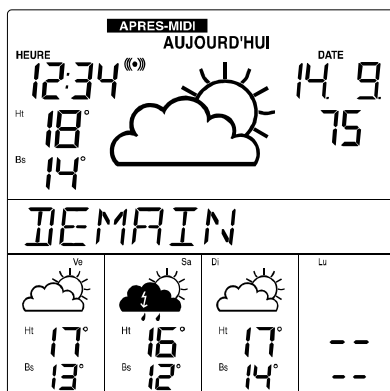 APRES-MIDI
AUJOURD'HUI
HEURE
DATE
12:34
14. 9.
Ht 18°
75
Bs 14°
DEMAIN
Ve Sa Di Lu
Ht 17° Ht 16° Ht 17° --
Bs 13° Bs 12° Bs 14° --